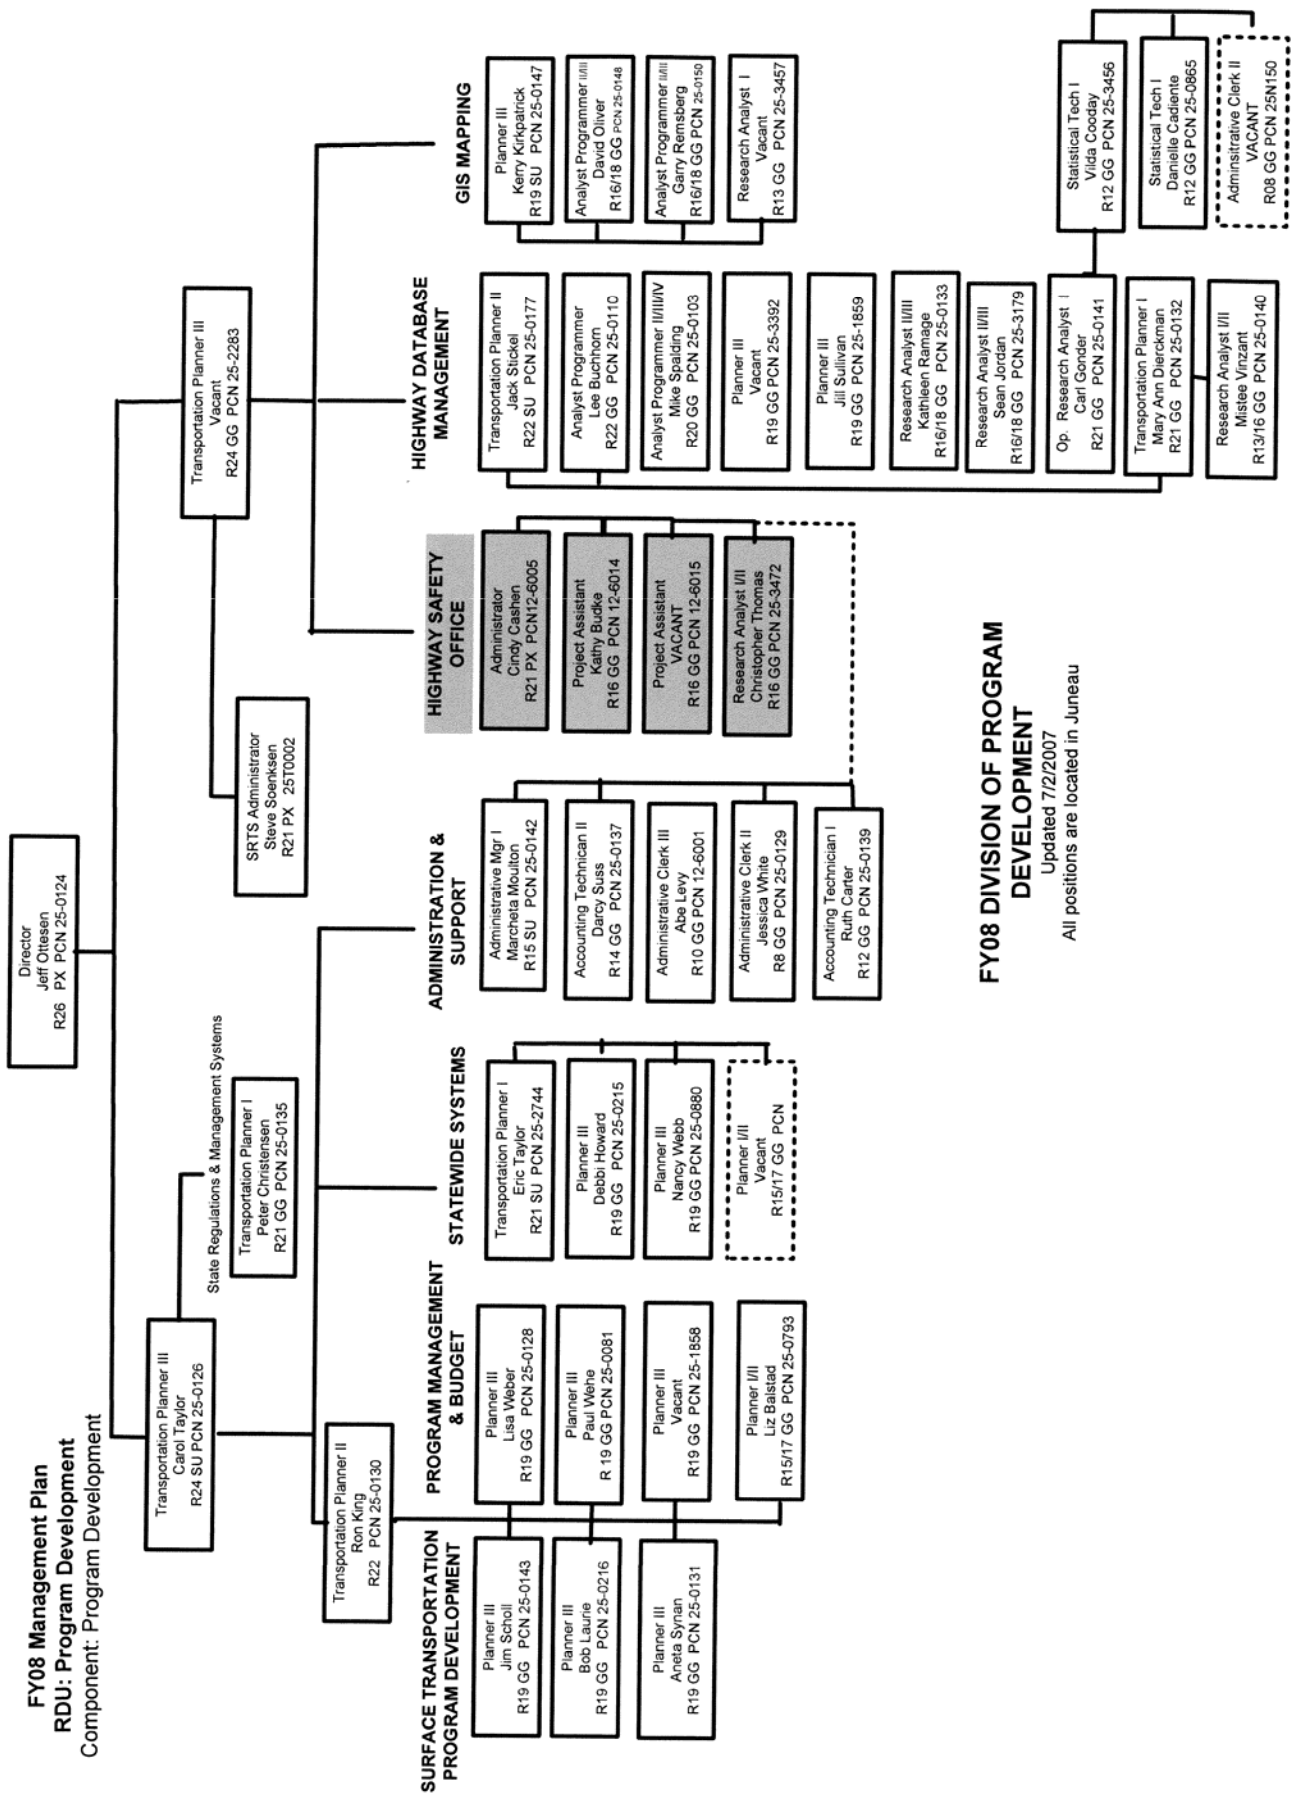 FY08 Management Plan
RDU: Program Development
Component: Program Development
Director
Jeff Ottesen
R26 PX PCN 25-0124
Transportation Planner III
Carol Taylor
R24 SU PCN 25-0126
State Regulations & Management Systems
Transportation Planner I
Peter Christensen
R21 GG PCN 25-0135
SRTS Administrator
Steve Soenksen
R21 PX 25T0002
Transportation Planner III
Vacant
R24 GG PCN 25-2283
Transportation Planner II
Ron King
R22 PCN 25-0130
SURFACE TRANSPORTATION
PROGRAM DEVELOPMENT
Planner III
Jim Scholl
R19 GG PCN 25-0143
Planner III
Bob Laurie
R19 GG PCN 25-0216
Planner III
Aneta Synan
R19 GG PCN 25-0131
PROGRAM MANAGEMENT
& BUDGET
Planner III
Lisa Weber
R19 GG PCN 25-0128
Planner III
Paul Wehe
R 19 GG PCN 25-0081
Planner III
Vacant
R19 GG PCN 25-1858
Planner I/II
Liz Balstad
R15/17 GG PCN 25-0793
STATEWIDE SYSTEMS
Transportation Planner I
Eric Taylor
R21 SU PCN 25-2744
Planner III
Debbi Howard
R19 GG PCN 25-0215
Planner III
Nancy Webb
R19 GG PCN 25-0880
Planner I/II
Vacant
R15/17 GG PCN
ADMINISTRATION &
SUPPORT
Administrative Mgr I
Marcheta Moulton
R15 SU PCN 25-0142
Accounting Technician II
Darcy Suss
R14 GG PCN 25-0137
Administrative Clerk III
Abe Levy
R10 GG PCN 12-6001
Administrative Clerk II
Jessica White
R8 GG PCN 25-0129
Accounting Technician I
Ruth Carter
R12 GG PCN 25-0139
HIGHWAY SAFETY
OFFICE
Administrator
Cindy Cashen
R21 PX PCN12-6005
Project Assistant
Kathy Budke
R16 GG PCN 12-6014
Project Assistant
VACANT
R16 GG PCN 12-6015
Research Analyst I/II
Christopher Thomas
R16 GG PCN 25-3472
HIGHWAY DATABASE
MANAGEMENT
Transportation Planner II
Jack Stickel
R22 SU PCN 25-0177
Analyst Programmer
Lee Buchhorn
R22 GG PCN 25-0110
Analyst Programmer II/III/IV
Mike Spalding
R20 GG PCN 25-0103
Planner III
Vacant
R19 GG PCN 25-3392
Planner III
Jill Sullivan
R19 GG PCN 25-1859
Research Analyst II/III
Kathleen Ramage
R16/18 GG PCN 25-0133
Research Analyst II/III
Sean Jordan
R16/18 GG PCN 25-3179
Op. Research Analyst I
Carl Gonder
R21 GG PCN 25-0141
Transportation Planner I
Mary Ann Dierckman
R21 GG PCN 25-0132
Research Analyst I/II
Mistee Vinzant
R13/16 GG PCN 25-0140
GIS MAPPING
Planner III
Kerry Kirkpatrick
R19 SU PCN 25-0147
Analyst Programmer II/III
David Oliver
R16/18 GG PCN 25-0148
Analyst Programmer II/III
Garry Remsberg
R16/18 GG PCN 25-0150
Research Analyst I
Vacant
R13 GG PCN 25-3457
Statistical Tech I
Vilda Cooday
R12 GG PCN 25-3456
Statistical Tech I
Danielle Cadiente
R12 GG PCN 25-0865
Adminsitrative Clerk II
VACANT
R08 GG PCN 25N150
FY08 DIVISION OF PROGRAM
DEVELOPMENT
Updated 7/2/2007
All positions are located in Juneau